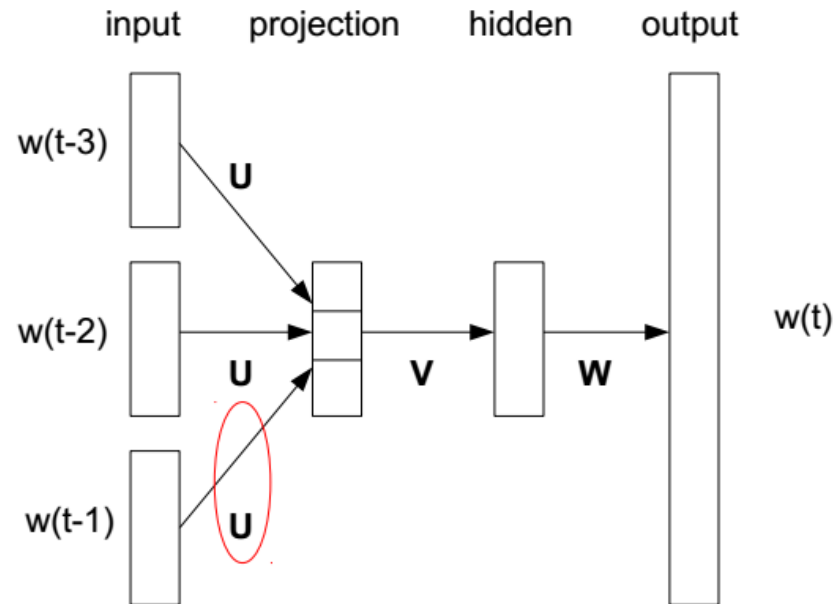 input projection hidden output
w(t-3)
U
w(t-2)
w(t)
U V W
w(t-1)
U